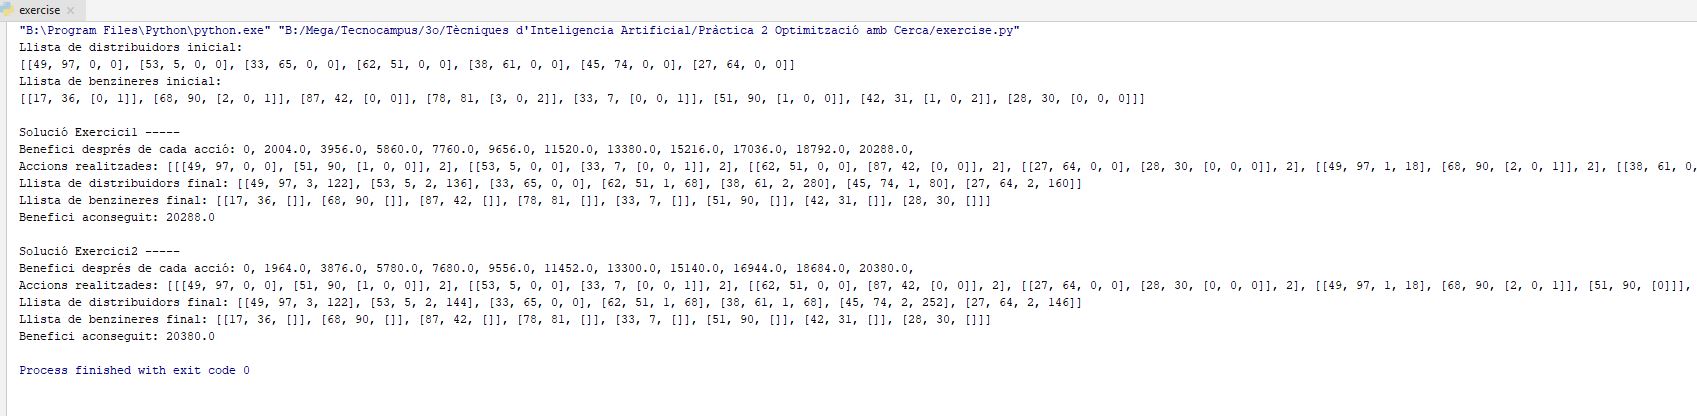 exercise
"B:\Program Files\Python\python.exe" "B:/Mega/Tecnocampus/3o/Tècniques d'Inteligencia Artificial/Pràctica 2 Optimització amb Cerca/exercise.py"
Llista de distribuidors inicial:
[[49, 97, 0, 0], [53, 5, 0, 0], [33, 65, 0, 0], [62, 51, 0, 0], [38, 61, 0, 0], [45, 74, 0, 0], [27, 64, 0, 0]]
Llista de benzineres inicial:
[[17, 36, [0, 1]], [68, 90, [2, 0, 1]], [87, 42, [0, 0]], [78, 81, [3, 0, 2]], [33, 7, [0, 0, 1]], [51, 90, [1, 0, 0]], [42, 31, [1, 0, 2]], [28, 30, [0, 0, 0]]]
Solució Exercici1 -----
Benefici després de cada acció: 0, 2004.0, 3956.0, 5860.0, 7760.0, 9656.0, 11520.0, 13380.0, 15216.0, 17036.0, 18792.0, 20288.0,
Accions realitzades: [[[49, 97, 0, 0], [51, 90, [1, 0, 0]], 2], [[53, 5, 0, 0], [33, 7, [0, 0, 1]], 2], [[62, 51, 0, 0], [87, 42, [0, 0]], 2], [[27, 64, 0, 0], [28, 30, [0, 0, 0]], 2], [[49, 97, 1, 18], [68, 90, [2, 0, 1]], 2], [[38, 61, 0,
Llista de distribuidors final: [[49, 97, 3, 122], [53, 5, 2, 136], [33, 65, 0, 0], [62, 51, 1, 68], [38, 61, 2, 280], [45, 74, 1, 80], [27, 64, 2, 160]]
Llista de benzineres final: [[17, 36, []], [68, 90, []], [87, 42, []], [78, 81, []], [33, 7, []], [51, 90, []], [42, 31, []], [28, 30, []]]
Benefici aconseguit: 20288.0
Solució Exercici2 -----
Benefici després de cada acció: 0, 1964.0, 3876.0, 5780.0, 7680.0, 9556.0, 11452.0, 13300.0, 15140.0, 16944.0, 18684.0, 20380.0,
Accions realitzades: [[[49, 97, 0, 0], [51, 90, [1, 0, 0]], 2], [[53, 5, 0, 0], [33, 7, [0, 0, 1]], 2], [[62, 51, 0, 0], [87, 42, [0, 0]], 2], [[27, 64, 0, 0], [28, 30, [0, 0, 0]], 2], [[49, 97, 1, 18], [68, 90, [2, 0, 1]], [51, 90, [0]]],
Llista de distribuidors final: [[49, 97, 3, 122], [53, 5, 2, 144], [33, 65, 0, 0], [62, 51, 1, 68], [38, 61, 1, 68], [45, 74, 2, 252], [27, 64, 2, 146]]
Llista de benzineres final: [[17, 36, []], [68, 90, []], [87, 42, []], [78, 81, []], [33, 7, []], [51, 90, []], [42, 31, []], [28, 30, []]]
Benefici aconseguit: 20380.0
Process finished with exit code 0